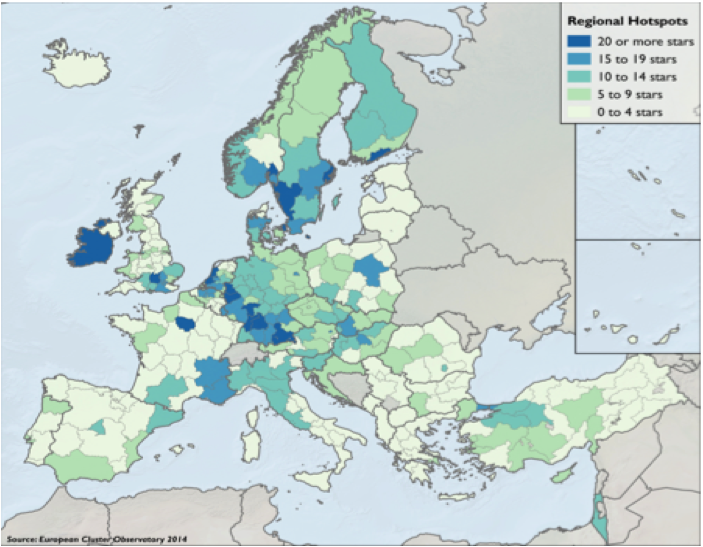 Regional Hotspots
20 or more stars
15 to 19 stars
10 to 14 stars
5 to 9 stars
0 to 4 stars
Source: European Cluster Observatory 2014